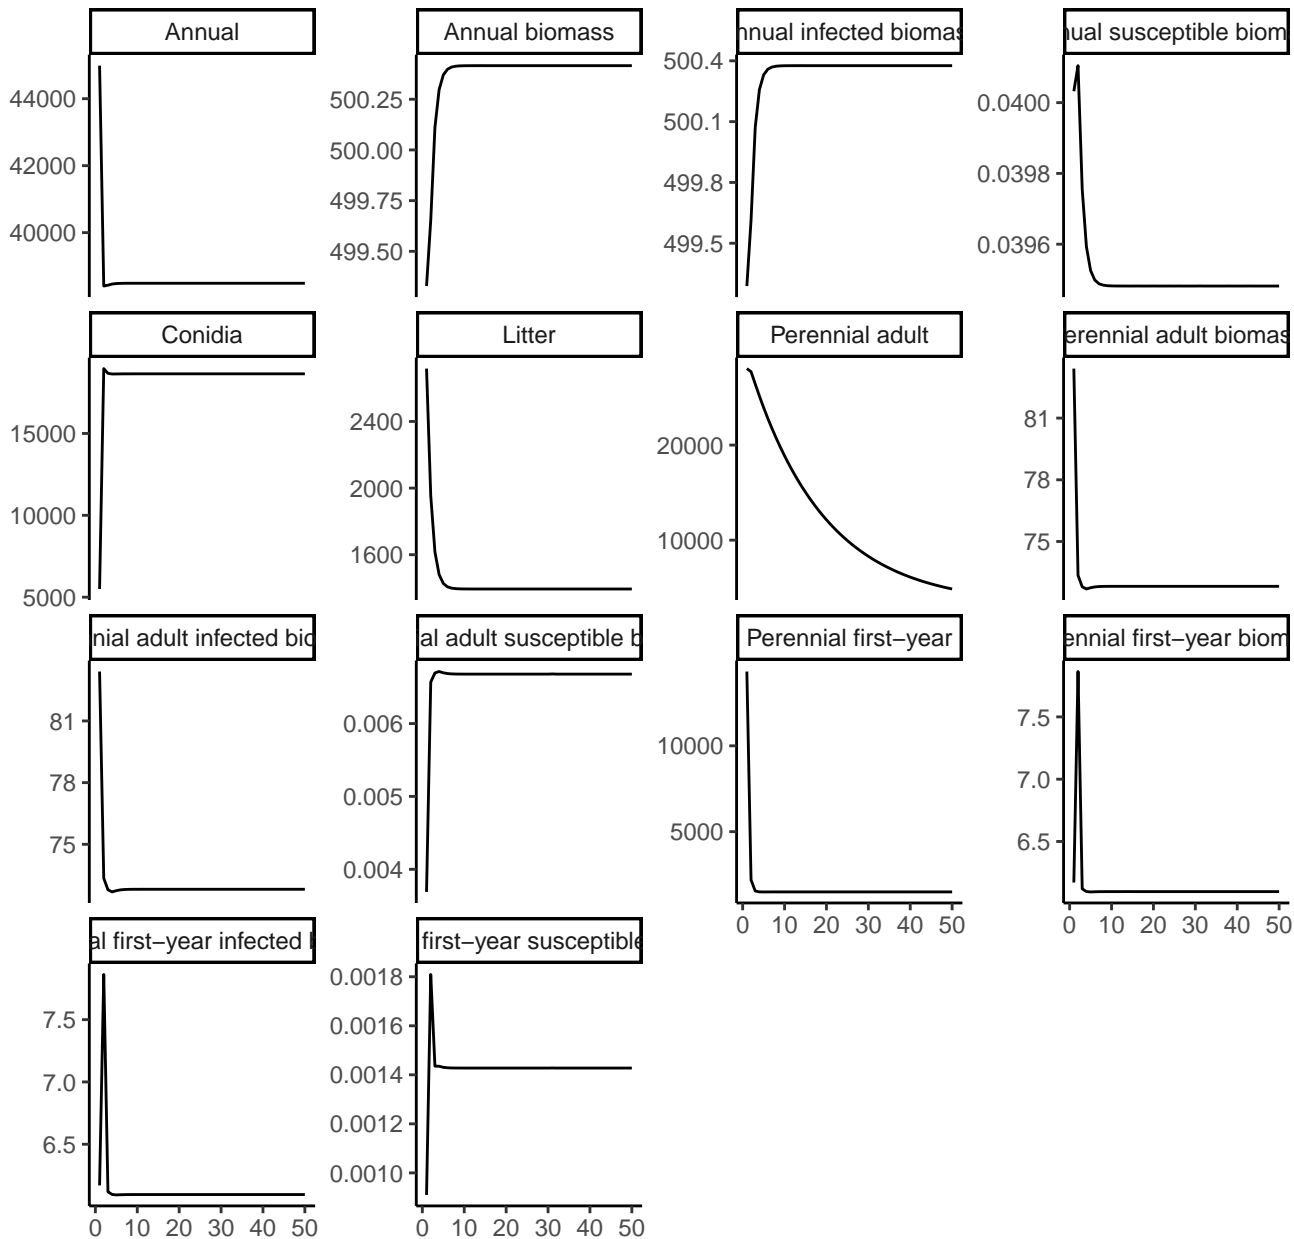 Annual
Annual biomass
nnual infected biomas
nual susceptible biom
44000
42000
40000
500.25
500.00
499.75
499.50
500.4
500.1
499.8
499.5
0.0400
0.0398
0.0396
Conidia
Litter
Perennial adult
erennial adult biomas
15000
10000
5000
2400
2000
1600
20000
10000
81
78
75
nial adult infected bio
al adult susceptible b
Perennial first−year
ennial first−year biom
81
78
75
0.006
0.005
0.004
10000
5000
7.5
7.0
6.5
0 10 20 30 40 50
0 10 20 30 40 50
al first−year infected b
first−year susceptible
7.5
7.0
6.5
0.0018
0.0016
0.0014
0.0012
0.0010
0 10 20 30 40 50
0 10 20 30 40 50